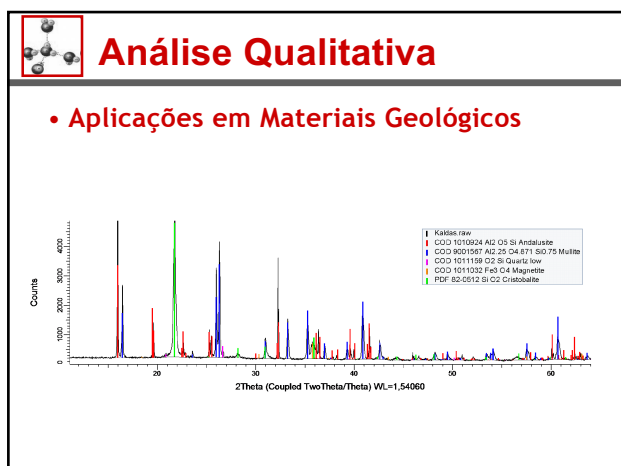 Análise Qualitativa
• Aplicações em Materiais Geológicos
Counts
4000
3000
2000
1000
0
Kaldas.raw
COD 1010924 Al2 O5 Si Andalusite
COD 9001567 Al2.25 O4.871 Si0.75 Mullite
COD 1011159 O2 Si Quartz low
COD 1011032 Fe3 O4 Magnetite
PDF 82-0512 Si O2 Cristobalite
20 30 40 50 60
2Theta (Coupled TwoTheta/Theta) WL=1,54060